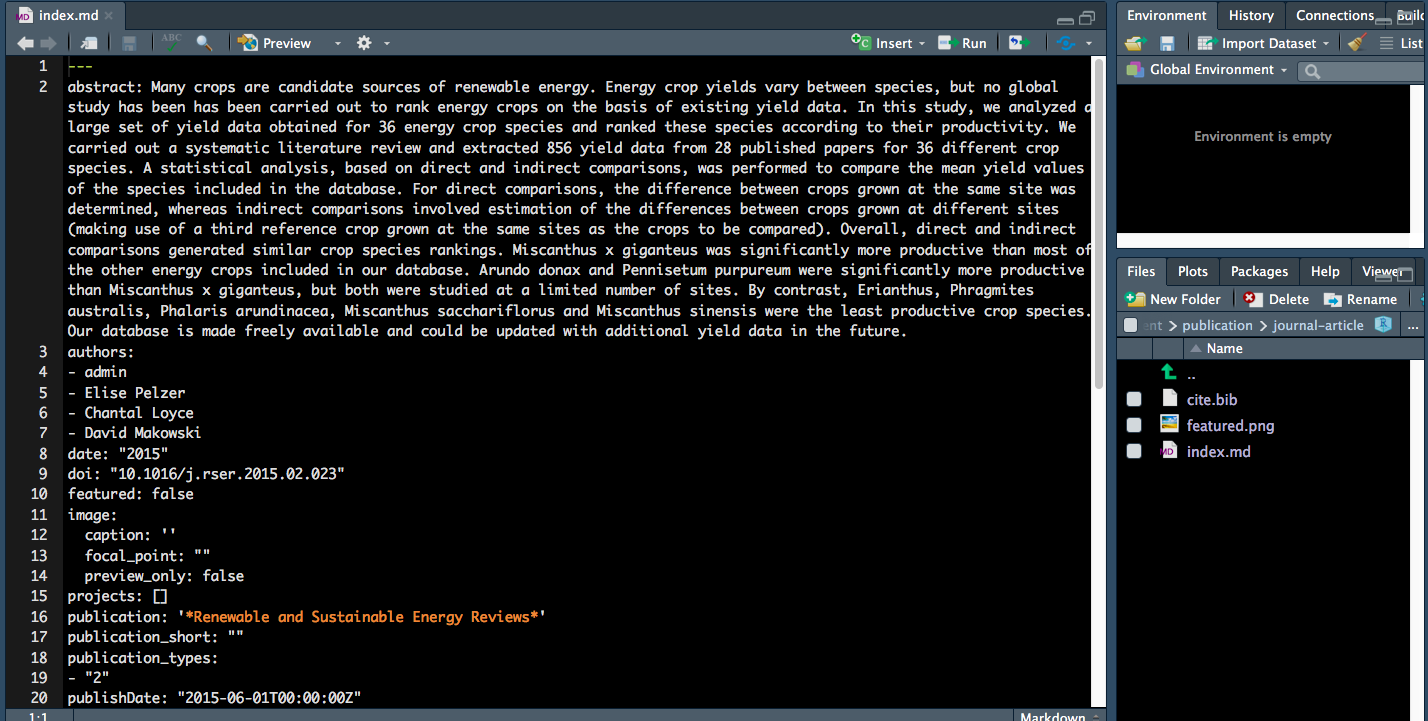 index.md
ABC
Preview
Insert
Run
1 ---
2 abstract: Many crops are candidate sources of renewable energy. Energy crop yields vary between species, but no global
study has been has been carried out to rank energy crops on the basis of existing yield data. In this study, we analyzed a
large set of yield data obtained for 36 energy crop species and ranked these species according to their productivity. We
carried out a systematic literature review and extracted 856 yield data from 28 published papers for 36 different crop
species. A statistical analysis, based on direct and indirect comparisons, was performed to compare the mean yield values
of the species included in the database. For direct comparisons, the difference between crops grown at the same site was
determined, whereas indirect comparisons involved estimation of the differences between crops grown at different sites
(making use of a third reference crop grown at the same sites as the crops to be compared). Overall, direct and indirect
comparisons generated similar crop species rankings. Miscanthus x giganteus was significantly more productive than most of
the other energy crops included in our database. Arundo donax and Pennisetum purpureum were significantly more productive
than Miscanthus x giganteus, but both were studied at a limited number of sites. By contrast, Erianthus, Phragmites
australis, Phalaris arundinacea, Miscanthus sacchariflorus and Miscanthus sinensis were the least productive crop species.
Our database is made freely available and could be updated with additional yield data in the future.
3 authors:
4 - admin
5 - Elise Pelzer
6 - Chantal Loyce
7 - David Makowski
8 date: "2015"
9 doi: "10.1016/j.rser.2015.02.023"
10 featured: false
11 image:
12 caption: ''
13 focal_point: ""
14 preview_only: false
15 projects: []
16 publication: '*Renewable and Sustainable Energy Reviews*'
17 publication_short: ""
18 publication_types:
19 - "2"
20 publishDate: "2015-06-01T00:00:00Z"
1:1
Markdown
Environment History Connections Build
Import Dataset List
Global Environment
Environment is empty
Files Plots Packages Help Viewer
New Folder Delete Rename
publication > journal-article ...
Name
..
cite.bib
featured.png
index.md